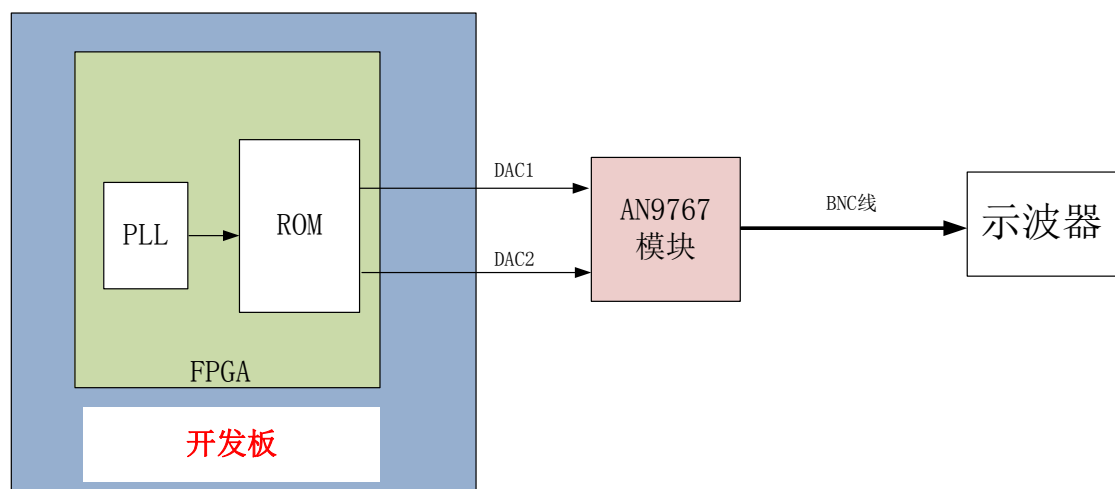 PLL
ROM
FPGA
开发板
DAC1
DAC2
AN9767
模块
BNC线
示波器